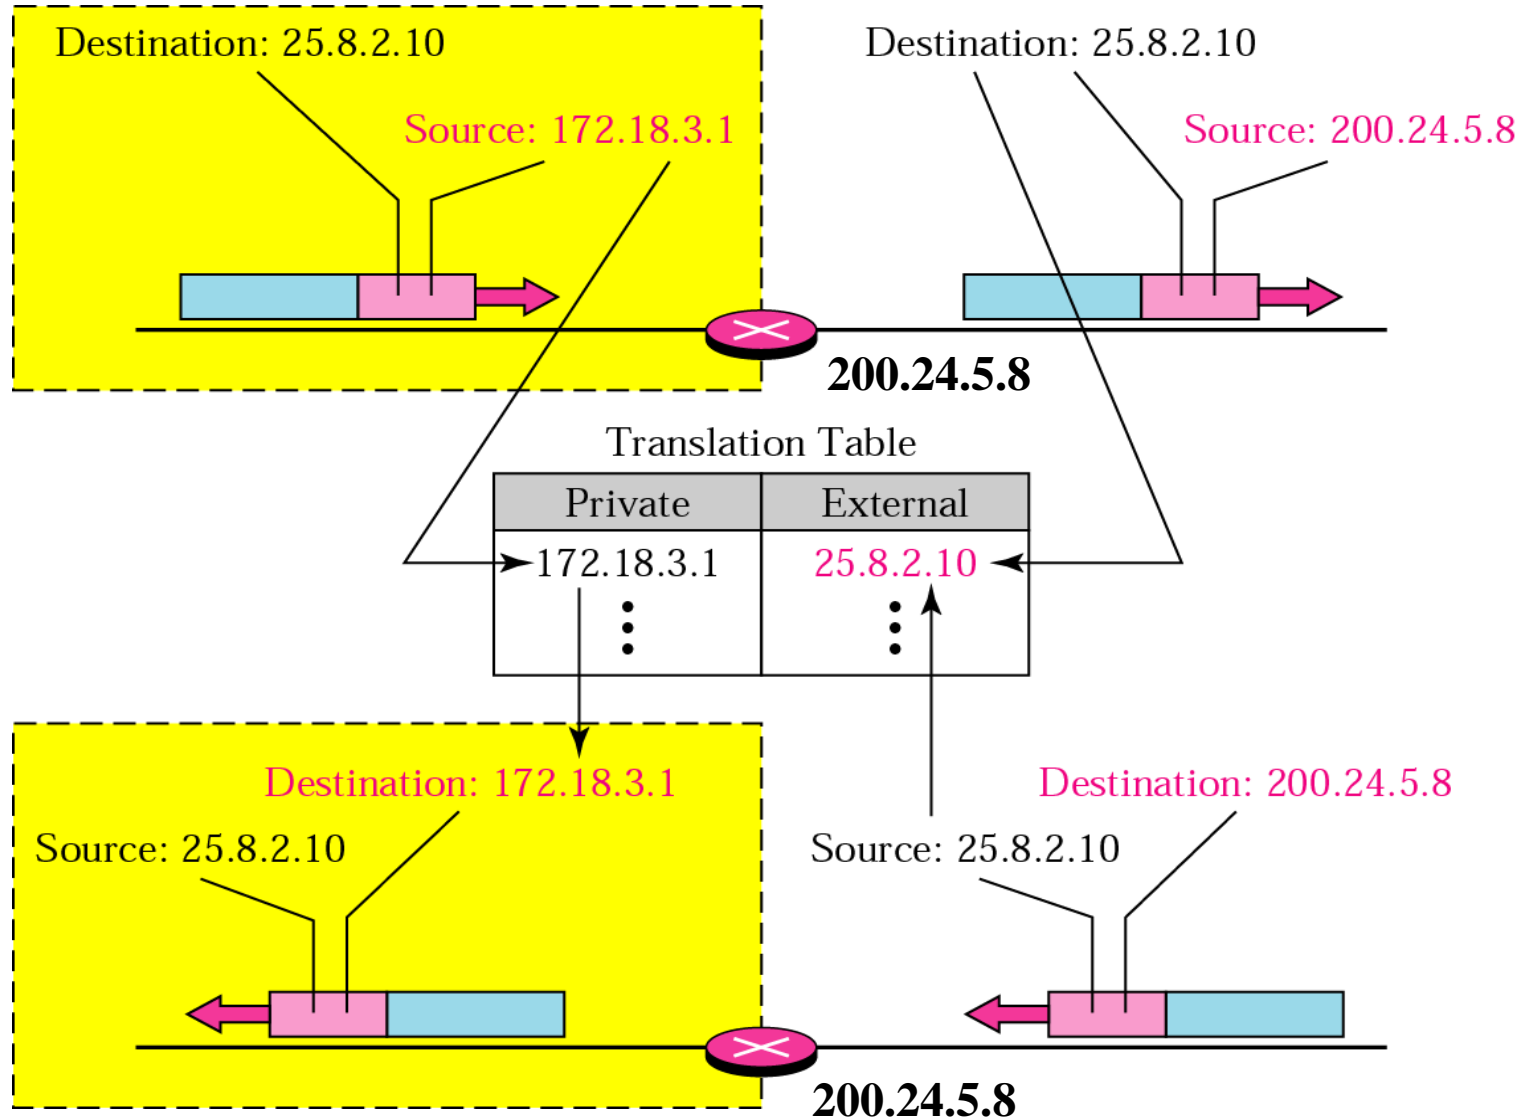 Destination: 25.8.2.10
Destination: 25.8.2.10
Source: 172.18.3.1
Source: 200.24.5.8
200.24.5.8
Translation Table
Private
External
172.18.3.1
25.8.2.10
Destination: 172.18.3.1
Destination: 200.24.5.8
Source: 25.8.2.10
Source: 25.8.2.10
200.24.5.8